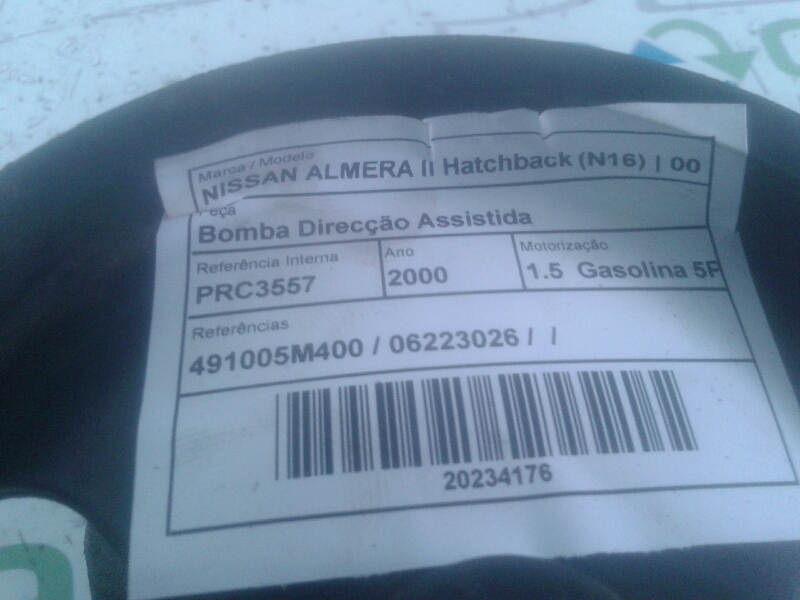 Marca / Modelo
NISSAN ALMERA II Hatchback (N16) | 00
Peça
Bomba Direcção Assistida
Referência Interna
PRC3557
Ano
2000
Motorização
1.5 Gasolina 5P
Referências
491005M400 / 06223026 / /
20234176